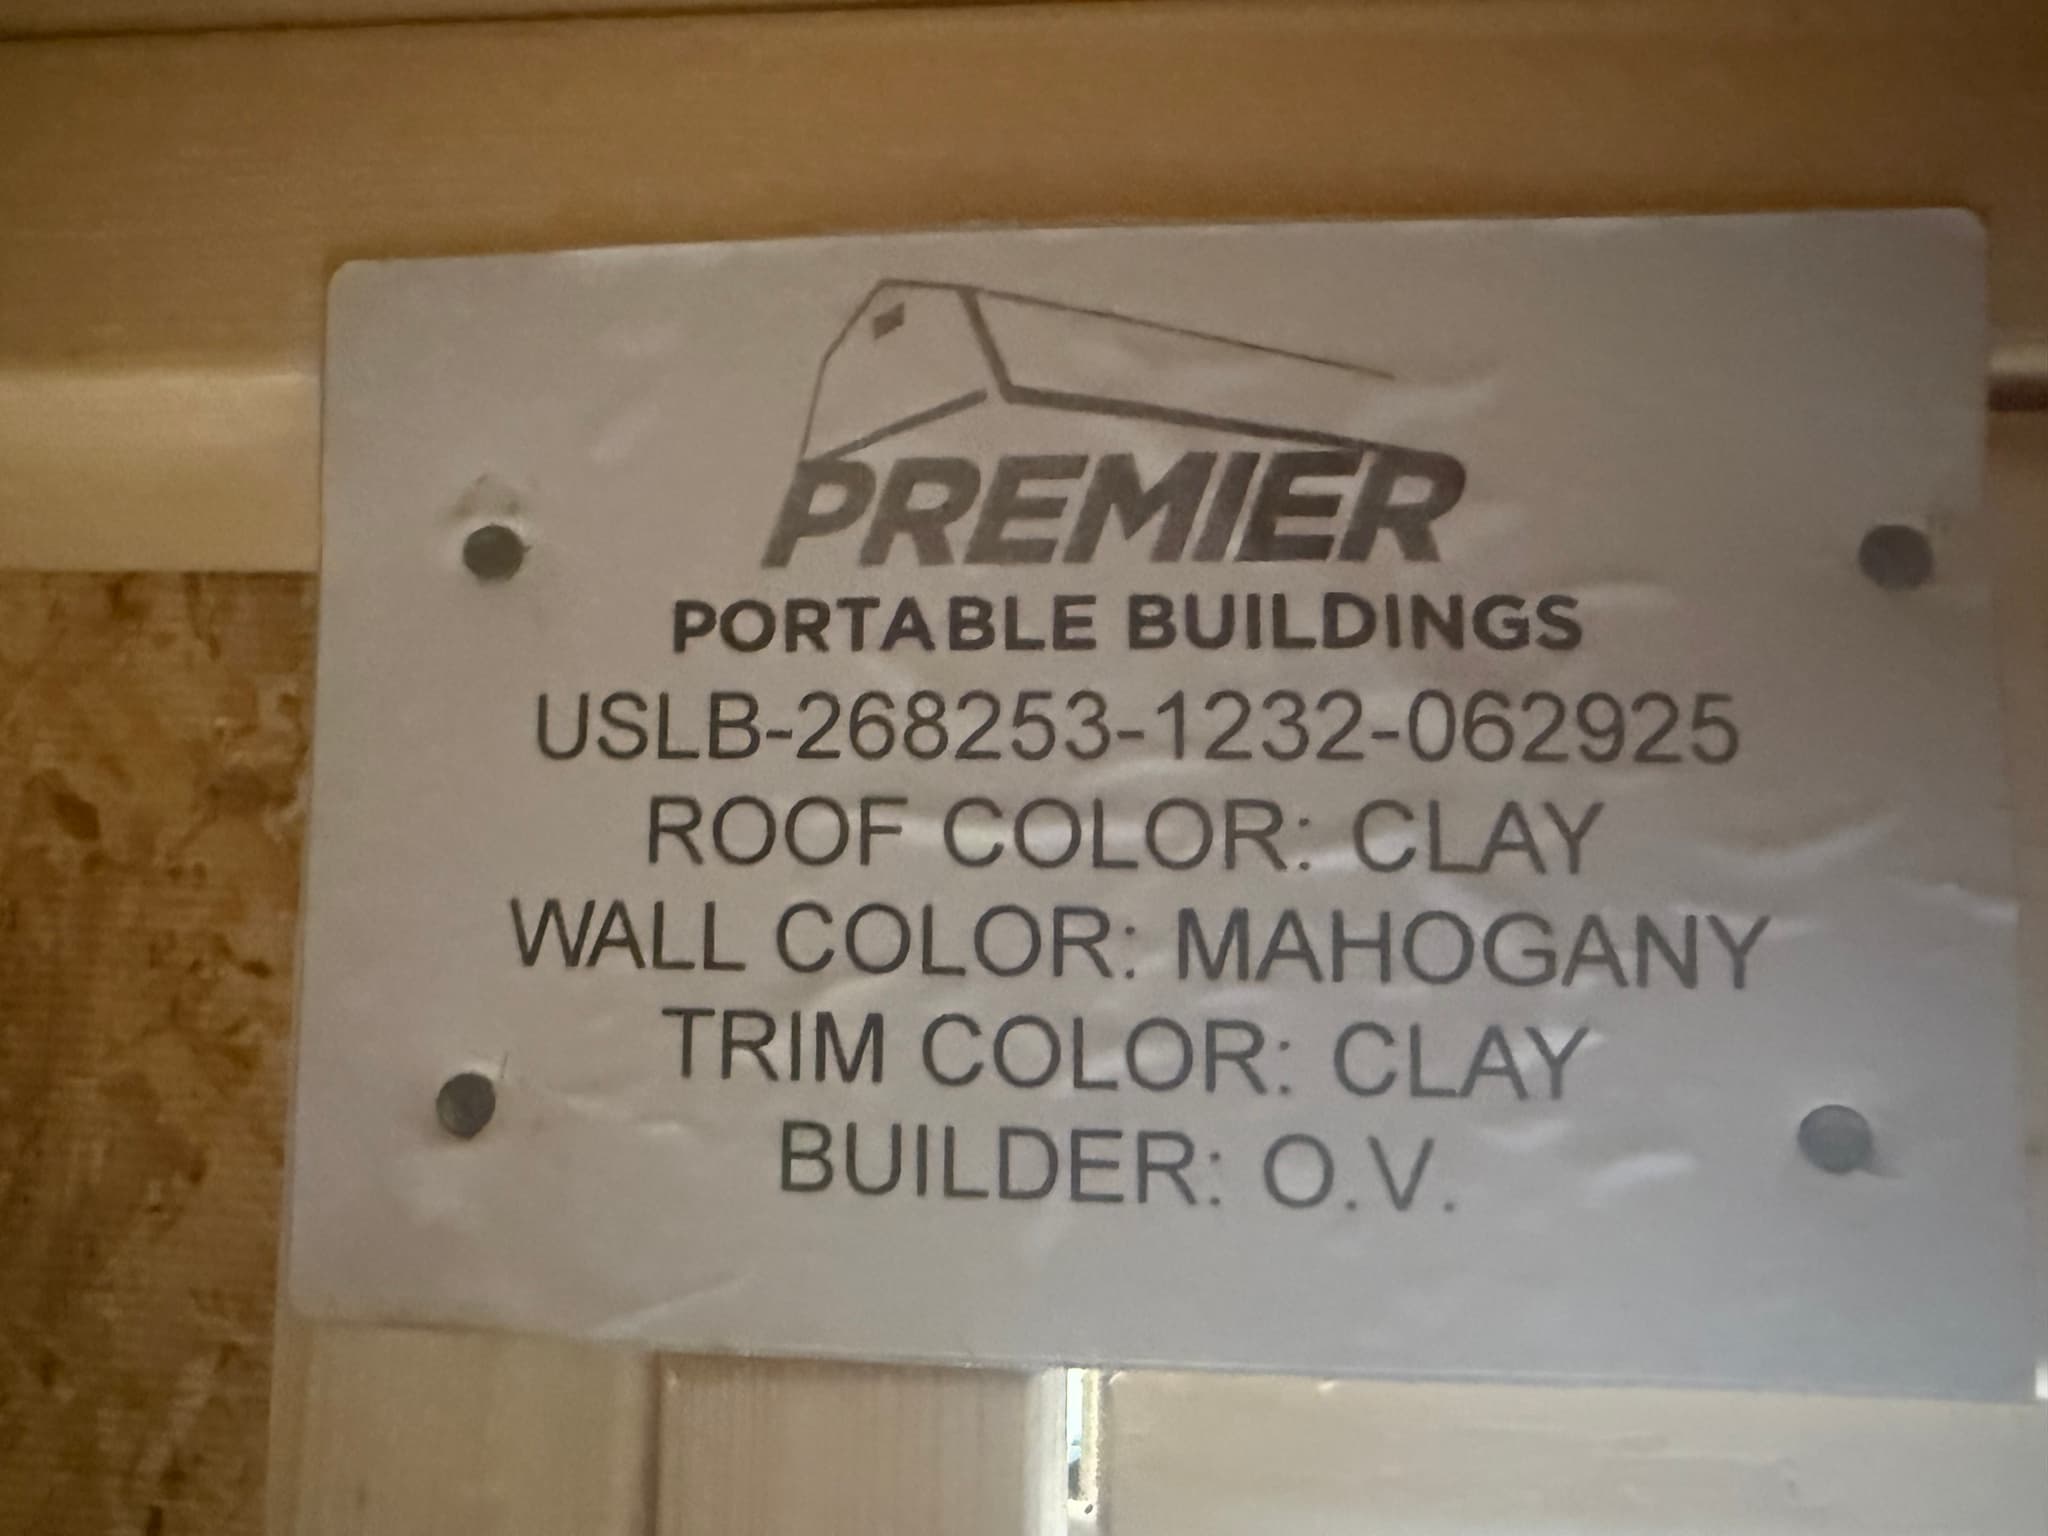 PREMIER
PORTABLE BUILDINGS
USLB-268253-1232-062925
ROOF COLOR: CLAY
WALL COLOR: MAHOGANY
TRIM COLOR: CLAY
BUILDER: O.V.